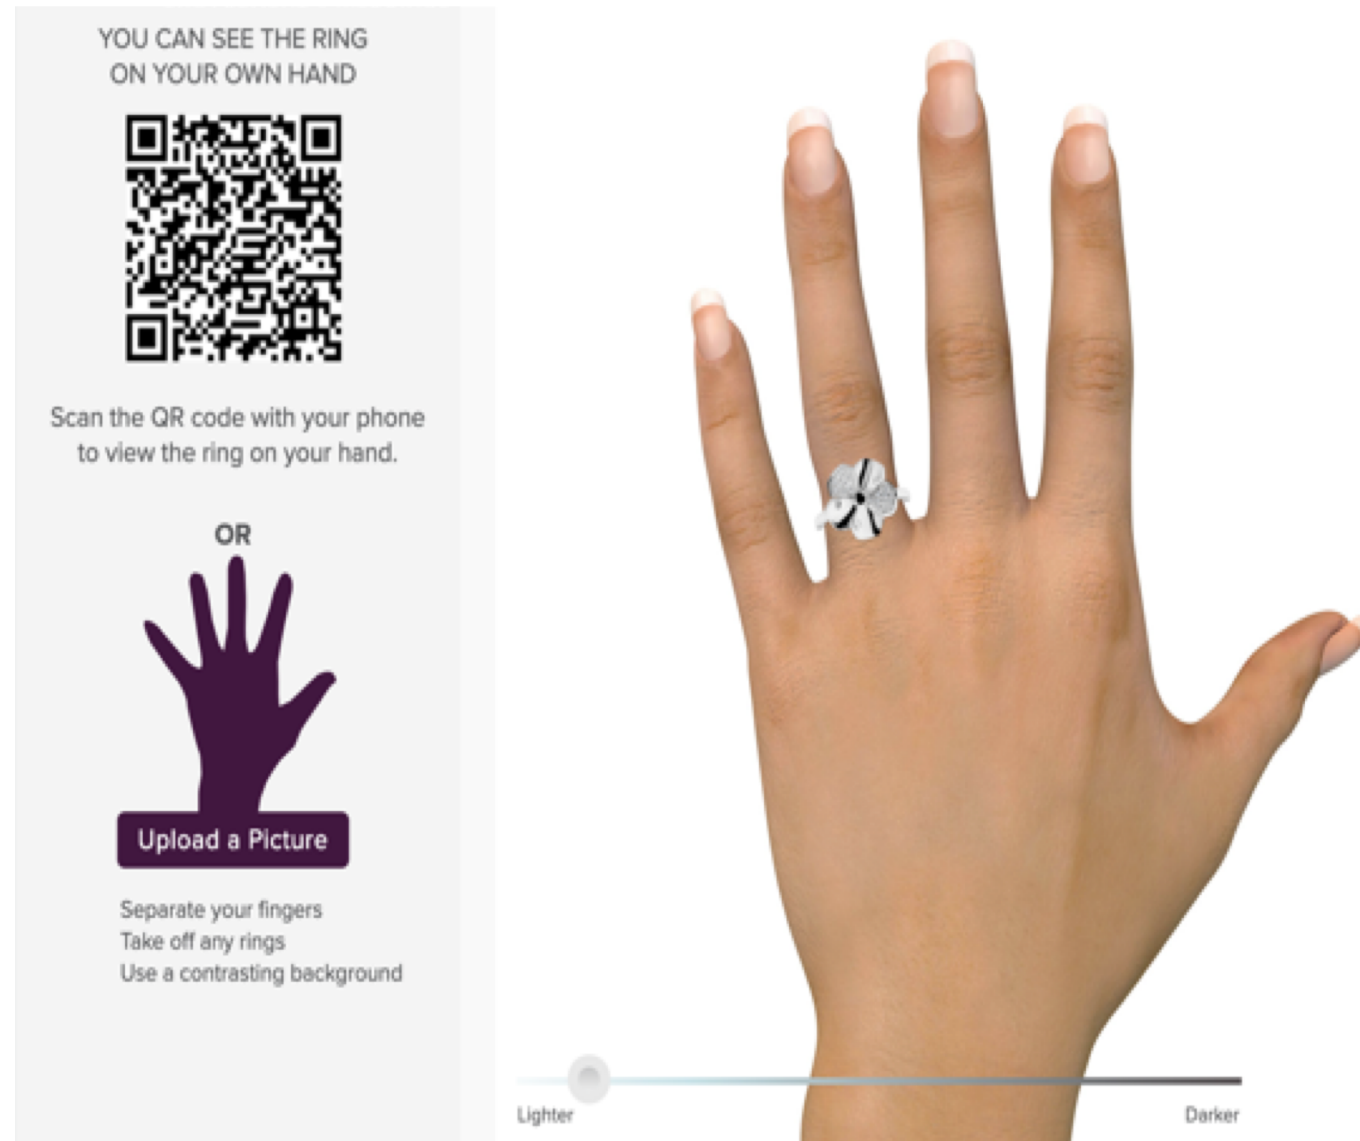 YOU CAN SEE THE RING
ON YOUR OWN HAND
Scan the QR code with your phone
to view the ring on your hand.
OR
Upload a Picture
Separate your fingers
Take off any rings
Use a contrasting background
Lighter
Darker